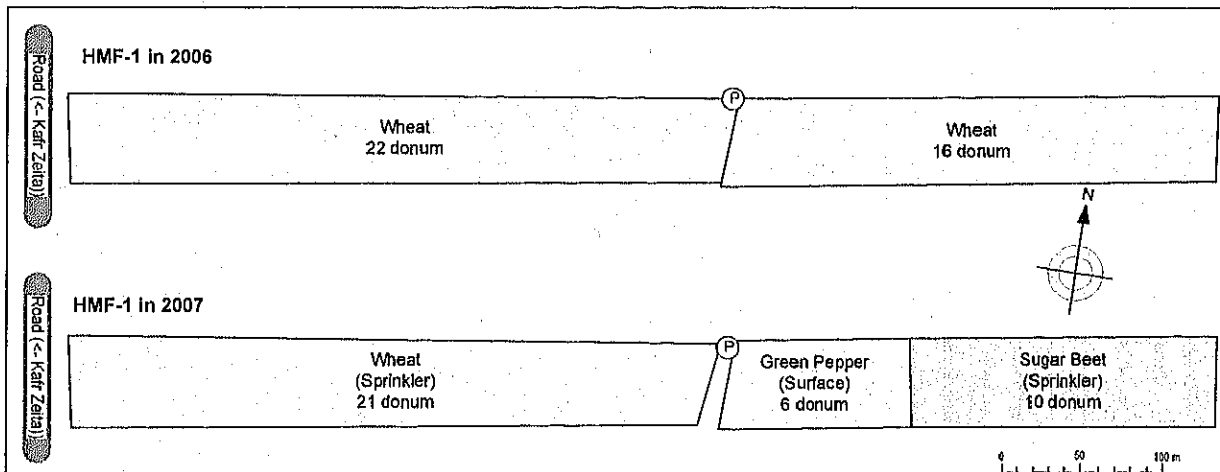 Road (<- Kafr Zeita))
HMF-1 in 2006
P
Wheat
22 donum
Wheat
16 donum
N
Road (<- Kafr Zeita))
HMF-1 in 2007
P
Wheat
(Sprinkler)
21 donum
Green Pepper
(Surface)
6 donum
Sugar Beet
(Sprinkler)
10 donum
0 50 100 m